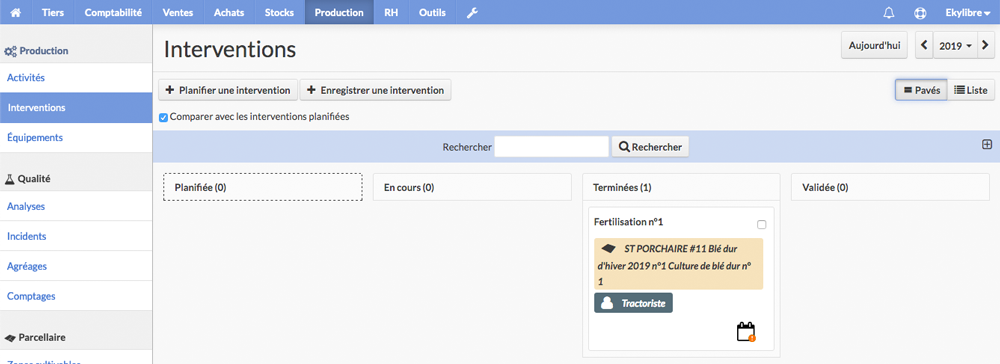 Tiers Comptabilité Ventes Achats Stocks Production RH Outils Ekylibre
Production
Activités
Interventions
Équipements
Qualité
Analyses
Incidents
Agréages
Comptages
Parcellaire
Zones cultivables
Interventions
Aujourd'hui 2019
Planifier une intervention Enregistrer une intervention Pavés Liste
Comparer avec les interventions planifiées
Rechercher Rechercher
Planifiée (0) En cours (0) Terminées (1) Validée (0)
Fertilisation n°1
ST PORCHAIRE #11 Blé dur
d'hiver 2019 n°1 Culture de blé dur n°
1
Tractoriste